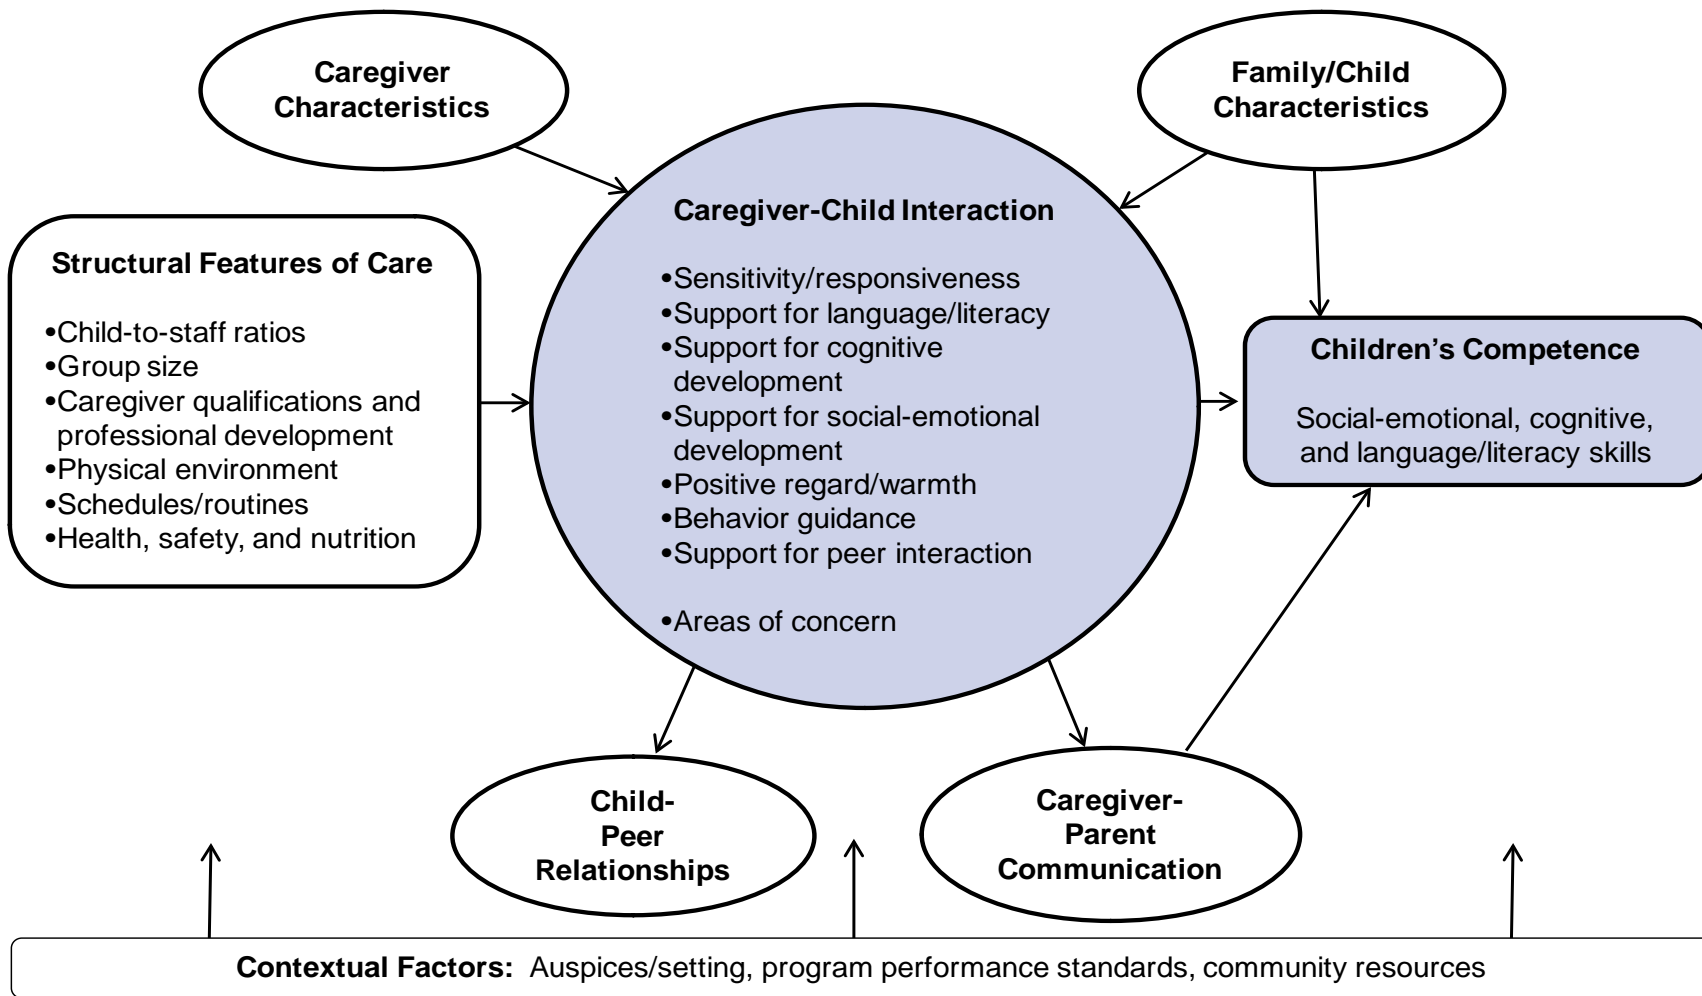 Caregiver
Characteristics
Family/Child
Characteristics
Structural Features of Care
•Child-to-staff ratios
•Group size
•Caregiver qualifications and
professional development
•Physical environment
•Schedules/routines
•Health, safety, and nutrition
Caregiver-Child Interaction
•Sensitivity/responsiveness
•Support for language/literacy
•Support for cognitive
development
•Support for social-emotional
development
•Positive regard/warmth
•Behavior guidance
•Support for peer interaction
•Areas of concern
Children’s Competence
Social-emotional, cognitive,
and language/literacy skills
Child-
Peer
Relationships
Caregiver-
Parent
Communication
Contextual Factors: Auspices/setting, program performance standards, community resources